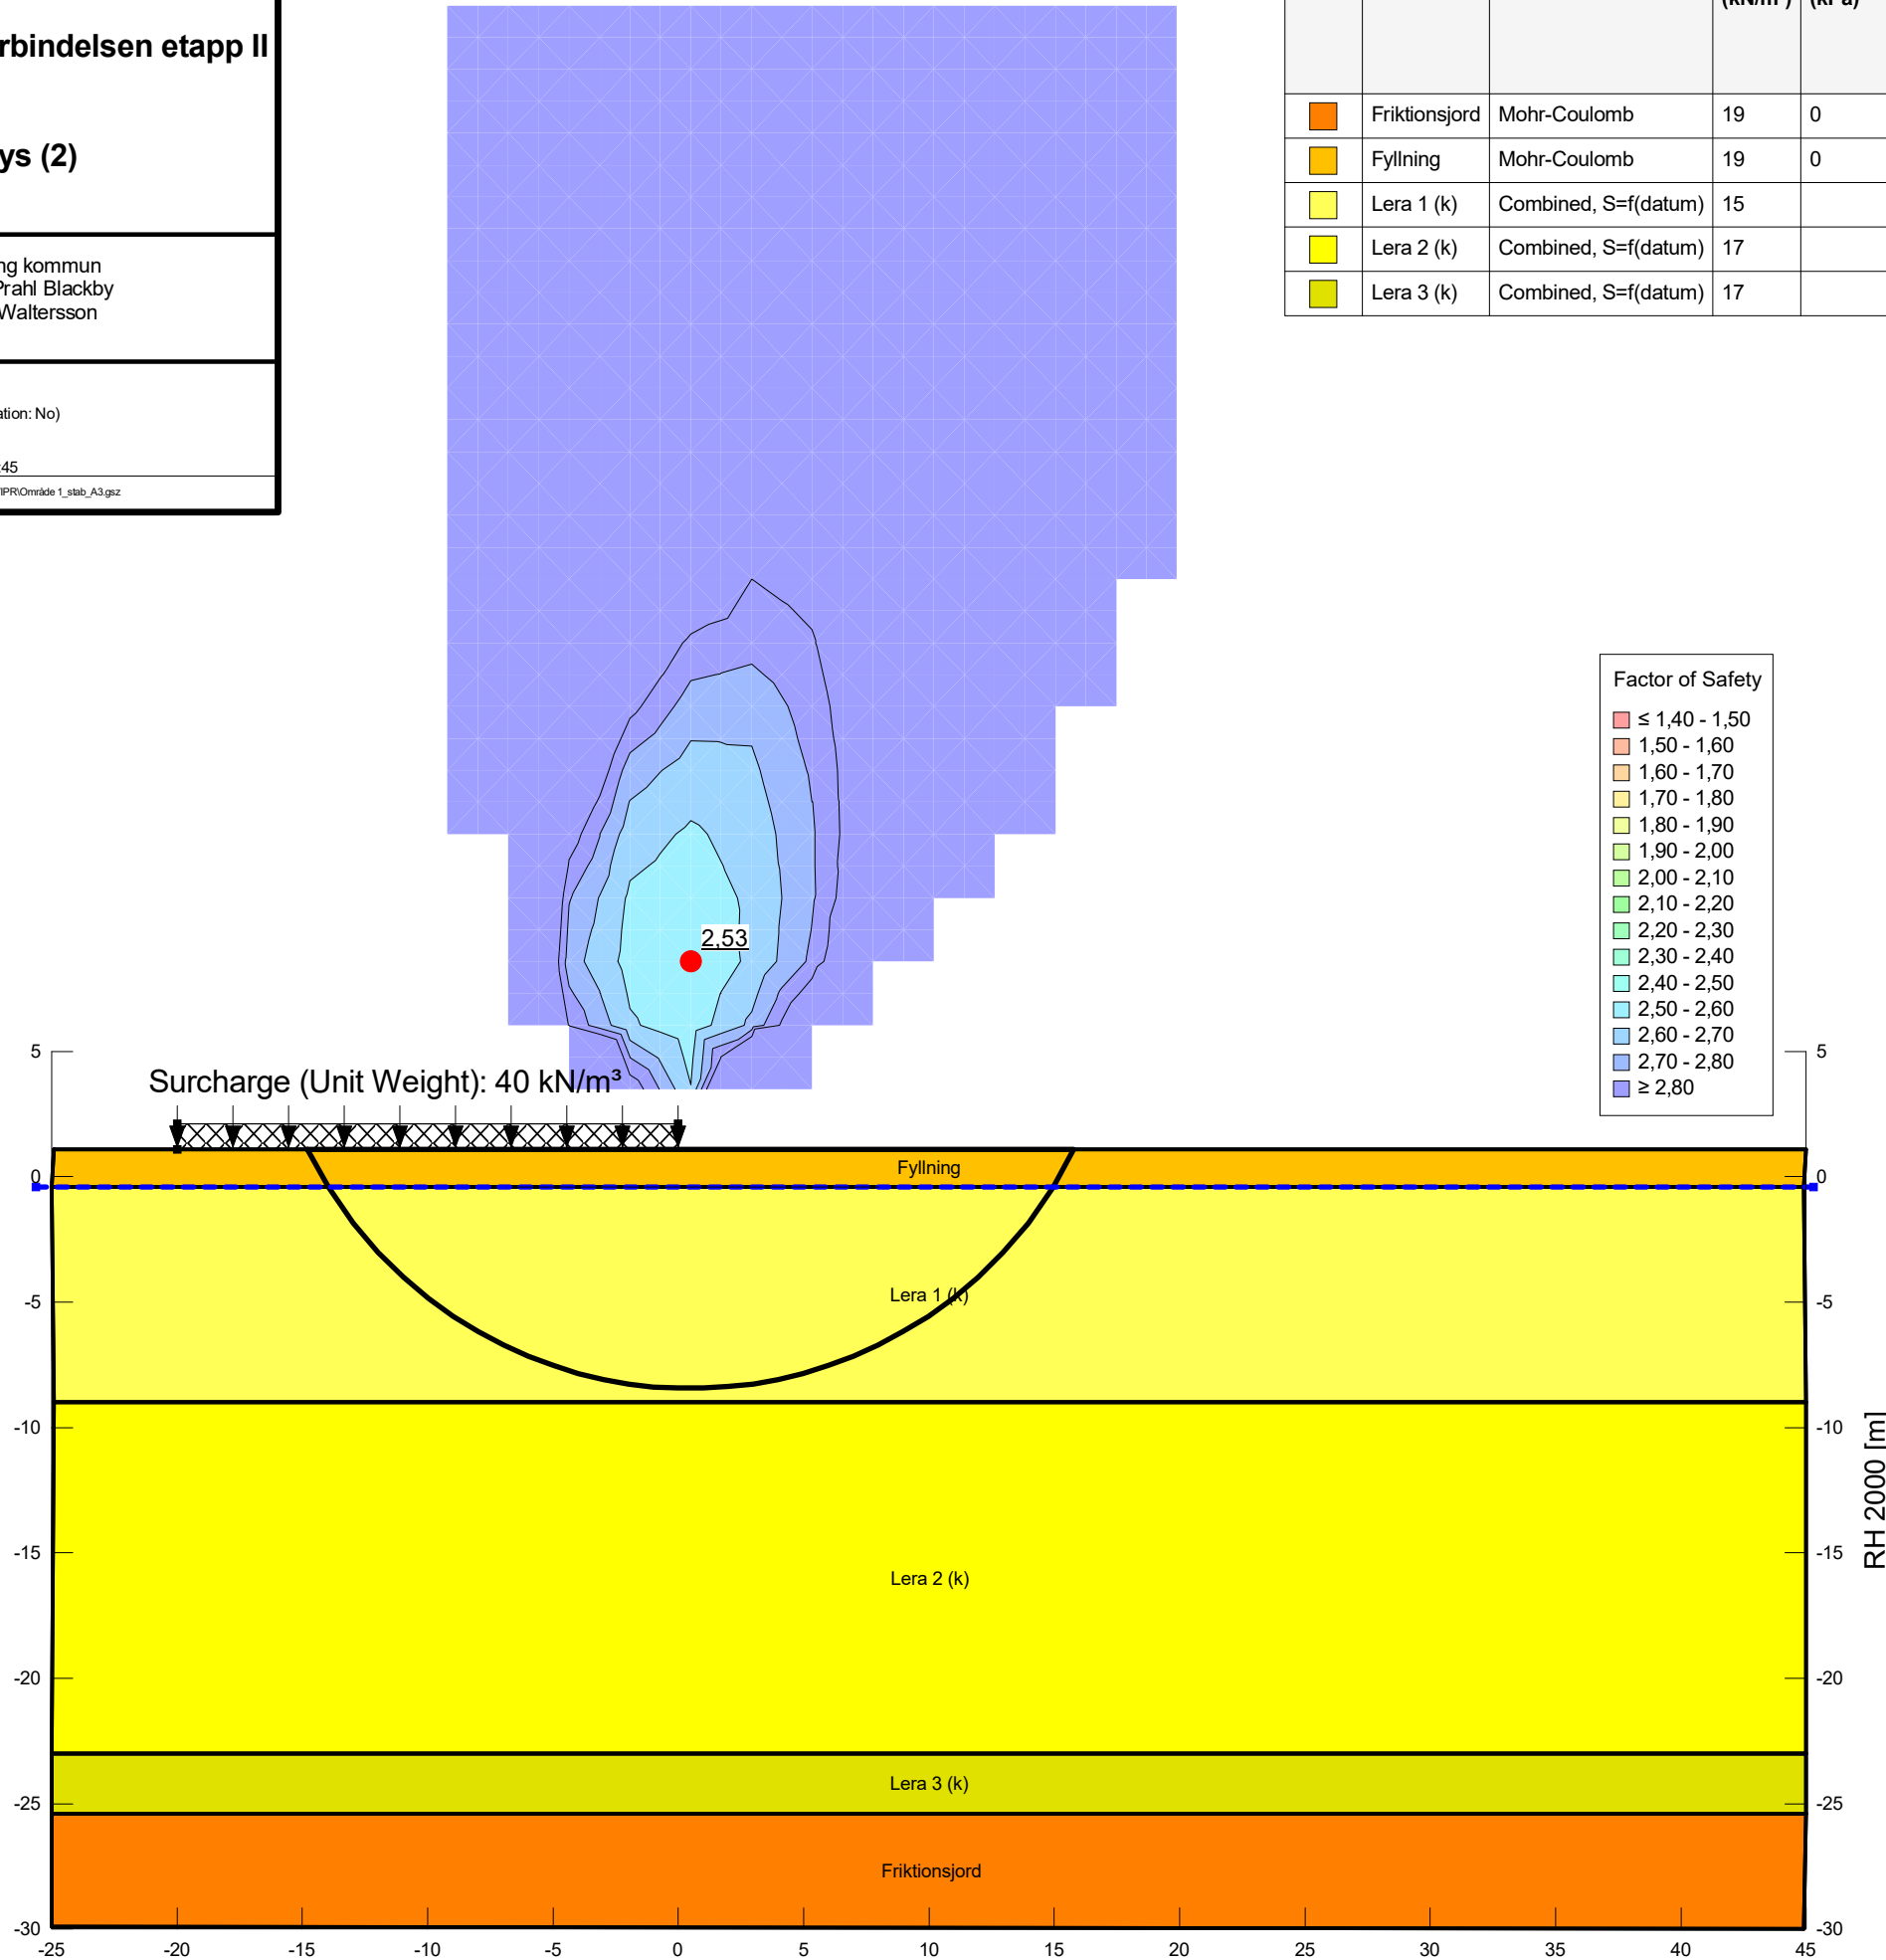 rbindelsen etapp II
ys (2)
ng kommun
Prahl Blackby
Waltersson
ation: No)
:45
IPR\Område 1_stab_A3.gsz
(kN/m³) (kPa)
Friktionsjord Mohr-Coulomb 19 0
Fyllning Mohr-Coulomb 19 0
Lera 1 (k) Combined, S=f(datum) 15
Lera 2 (k) Combined, S=f(datum) 17
Lera 3 (k) Combined, S=f(datum) 17
Factor of Safety
≤ 1,40 - 1,50
1,50 - 1,60
1,60 - 1,70
1,70 - 1,80
1,80 - 1,90
1,90 - 2,00
2,00 - 2,10
2,10 - 2,20
2,20 - 2,30
2,30 - 2,40
2,40 - 2,50
2,50 - 2,60
2,60 - 2,70
2,70 - 2,80
≥ 2,80
2,53
Surcharge (Unit Weight): 40 kN/m³
Fyllning
Lera 1 (k)
Lera 2 (k)
Lera 3 (k)
Friktionsjord
5
0
-5
-10
-15
-20
-25
-30
5
0
-5
-10
-15
-20
-25
-30
RH 2000 [m]
-25 -20 -15 -10 -5 0 5 10 15 20 25 30 35 40 45